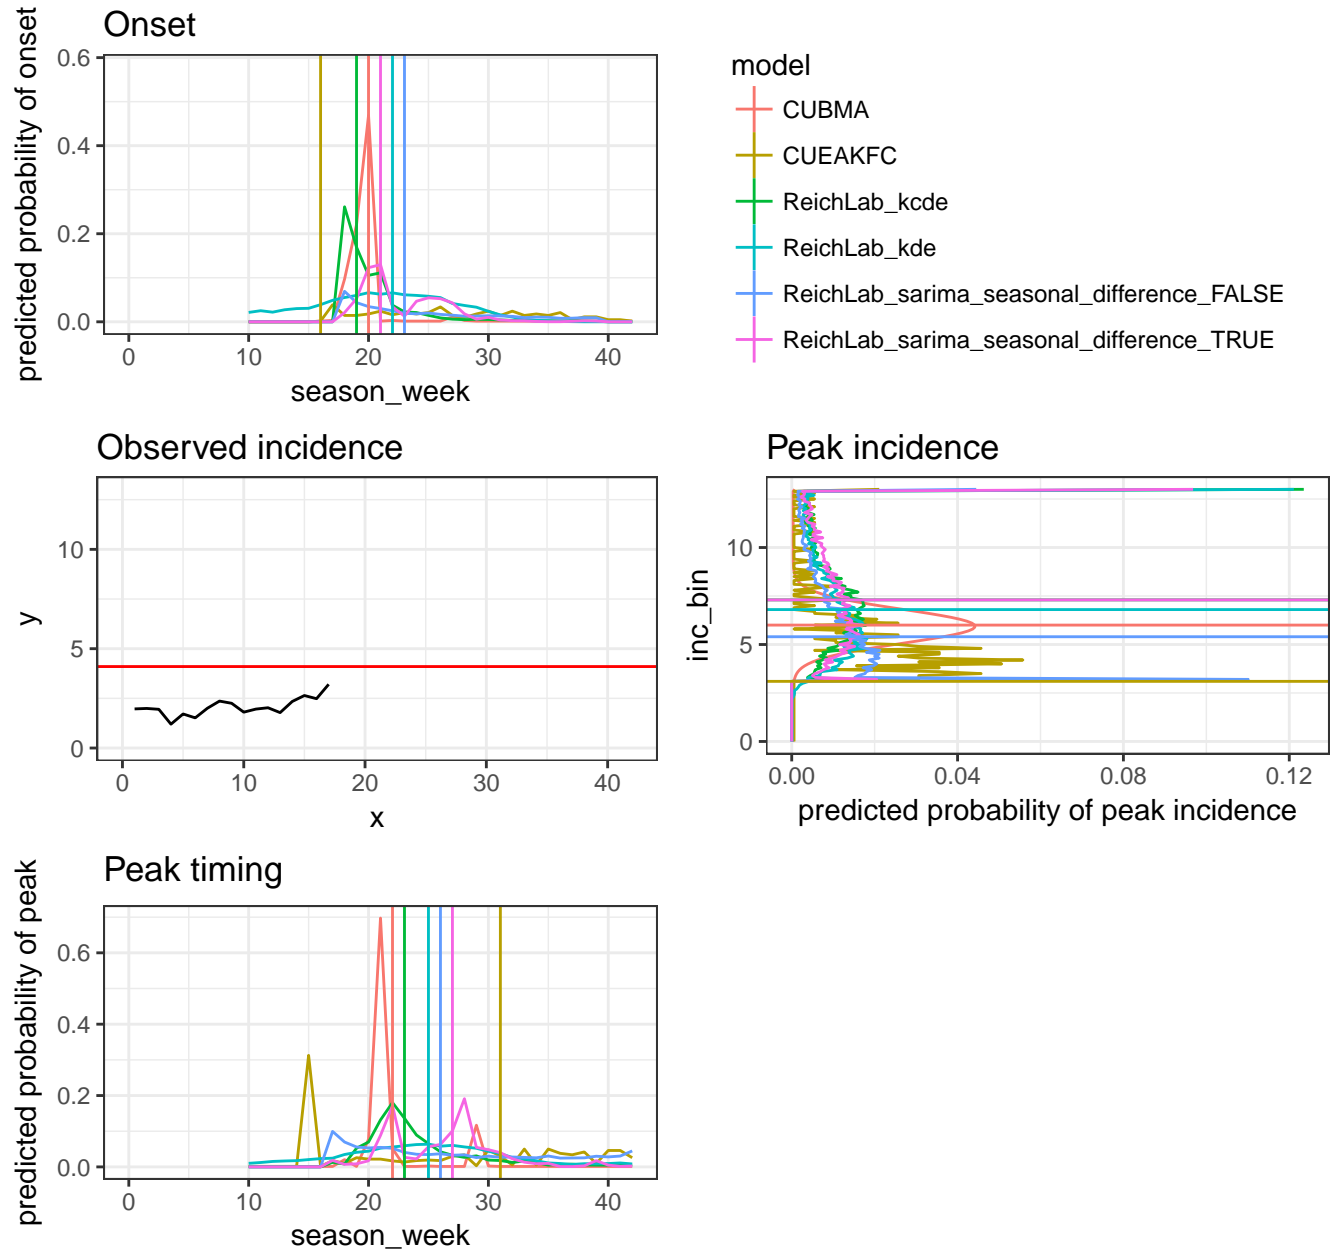 Onset
predicted probability of onset
0.6
0.4
0.2
0.0
0
10
20
30
40
season_week
model
CUBMA
CUEAKFC
ReichLab_kcde
ReichLab_kde
ReichLab_sarima_seasonal_difference_FALSE
ReichLab_sarima_seasonal_difference_TRUE
Observed incidence
y
10
5
0
0
10
20
30
40
x
Peak incidence
inc_bin
10
5
0
0.00
0.04
0.08
0.12
predicted probability of peak incidence
Peak timing
predicted probability of peak
0.6
0.4
0.2
0.0
0
10
20
30
40
season_week